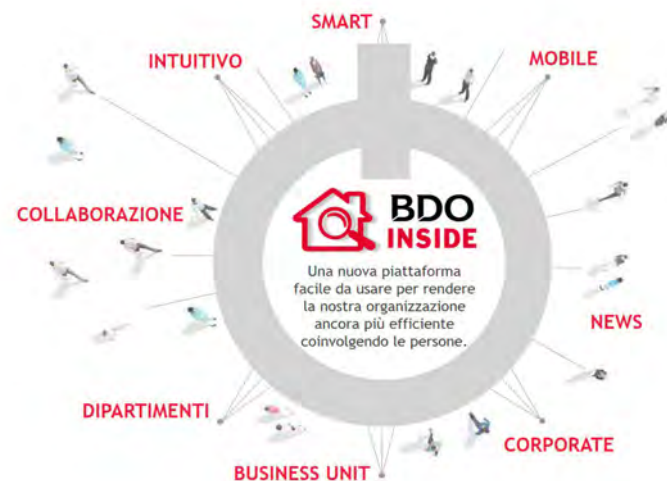 SMART
INTUITIVO
MOBILE
COLLABORAZIONE
BDO
INSIDE
Una nuova piattaforma
facile da usare per rendere
la nostra organizzazione
ancora più efficiente
coinvolgendo le persone.
NEWS
DIPARTIMENTI
CORPORATE
BUSINESS UNIT